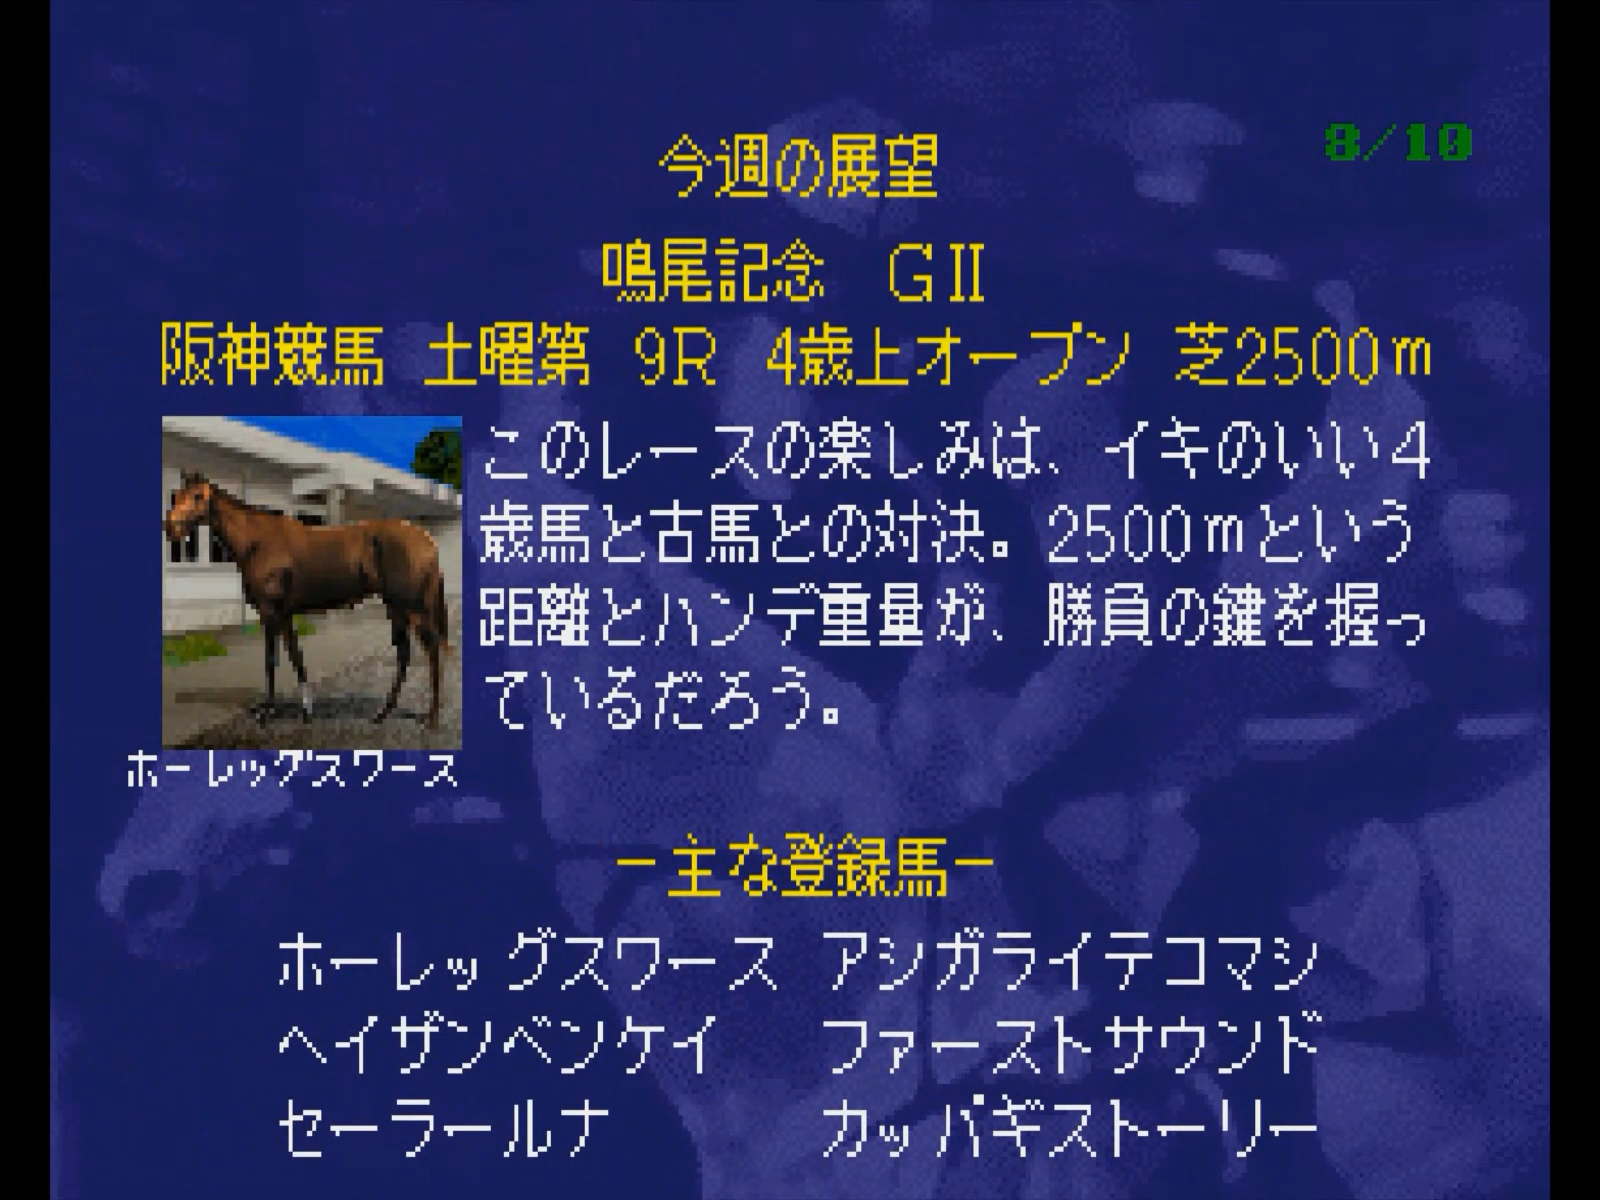 8/10
今週の展望
鳴尾記念　GII
阪神競馬 土曜第 9R 4歳上オープン 芝2500m
このレースの楽しみは、イキのいい4
歳馬と古馬との対決。2500mという
距離とハンデ重量が、勝負の鍵を握っ
ているだろう。
ホーレッグスワース
ー主な登録馬ー
ホーレッグスワース アシガライテコマシ
ヘイザンベンケイ ファーストサウンド
セーラールナ カッパギストーリー